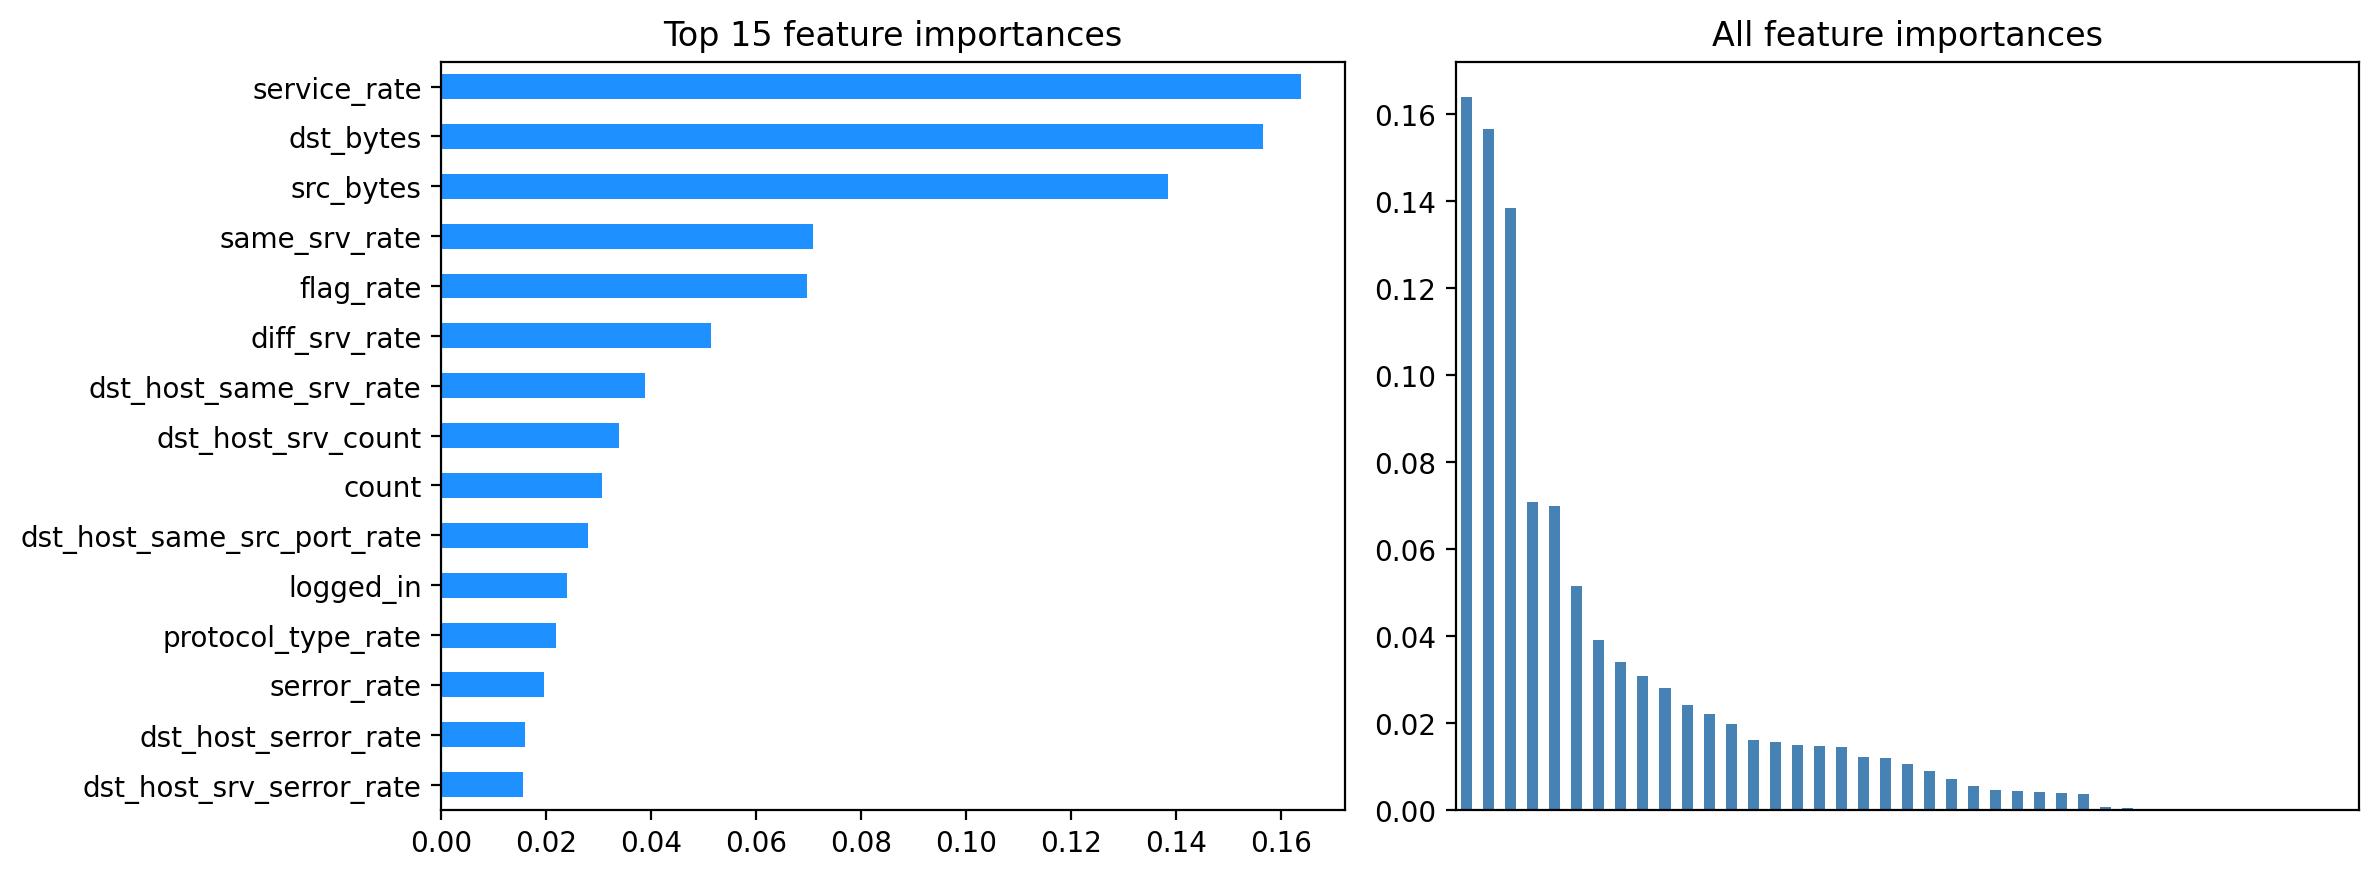 Top 15 feature importances
service_rate
dst_bytes
src_bytes
same_srv_rate
flag_rate
diff_srv_rate
dst_host_same_srv_rate
dst_host_srv_count
count
dst_host_same_src_port_rate
logged_in
protocol_type_rate
serror_rate
dst_host_serror_rate
dst_host_srv_serror_rate
0.00 0.02 0.04 0.06 0.08 0.10 0.12 0.14 0.16
All feature importances
0.16
0.14
0.12
0.10
0.08
0.06
0.04
0.02
0.00